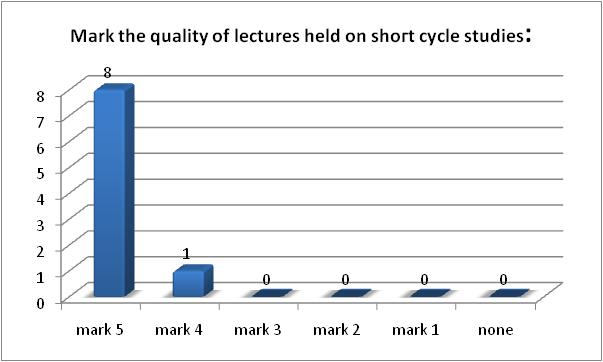 Mark the quality of lectures held on short cycle studies:
8
8
7
6
5
4
3
2
1
0
1
0
0
0
0
mark 5
mark 4
mark 3
mark 2
mark 1
none